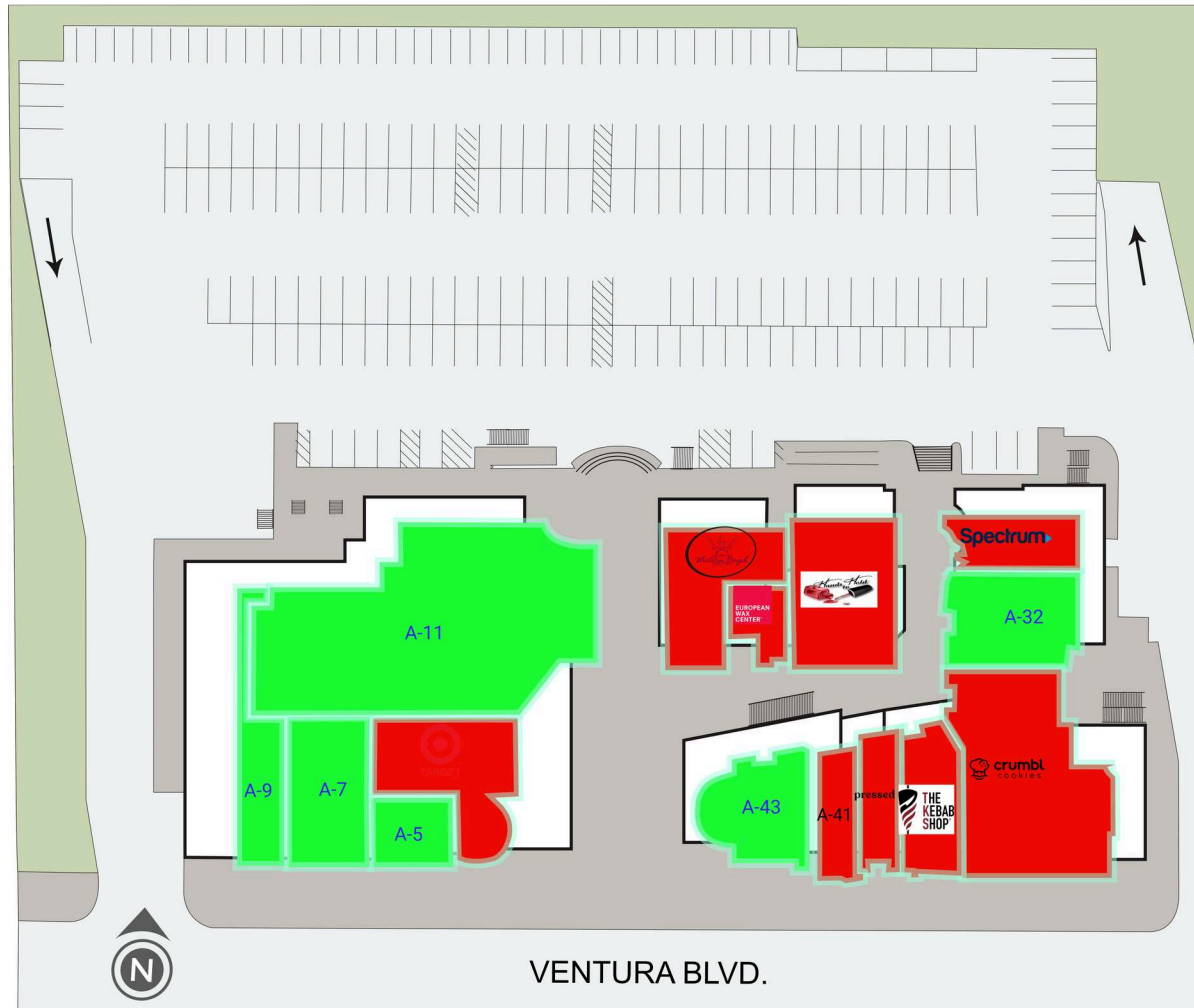 Spectrum
EUROPEAN
WAX
CENTER
A-11
A-32
TARGET
crumbl
cookies
A-9
A-7
A-43
pressed
A-41
THE
KEBAB
SHOP
A-5
N
VENTURA BLVD.